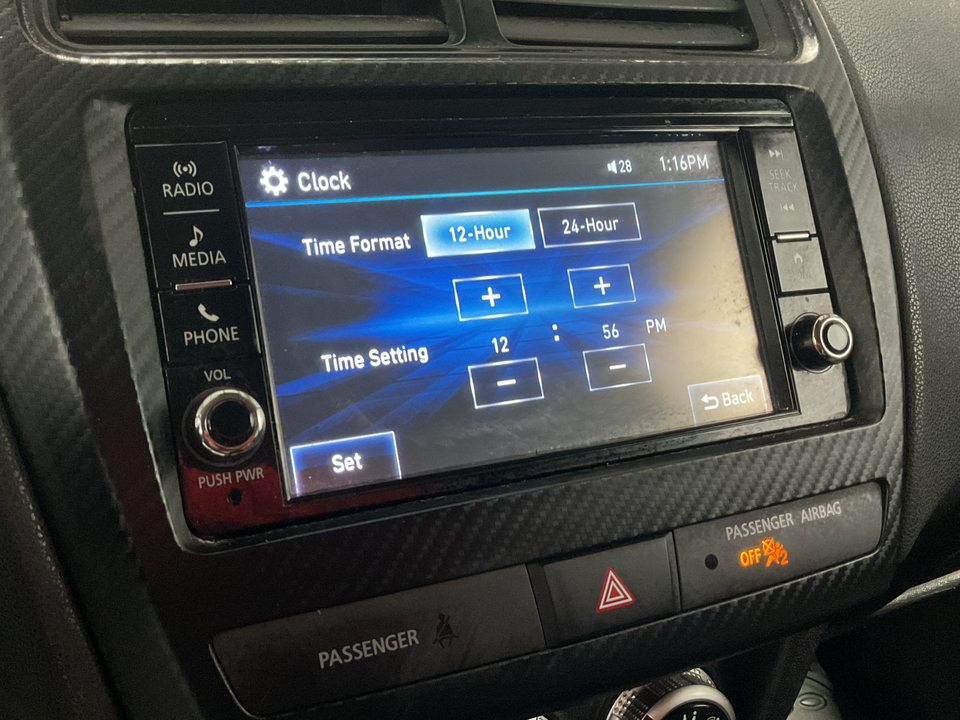 RADIO
MEDIA
PHONE
VOL
PUSH PWR
Clock
28
1:16PM
Time Format
12-Hour
24-Hour
+
+
Time Setting
12 : 56 PM
−
−
Set
Back
SEEK
TRACK
PASSENGER AIRBAG
OFF 2
PASSENGER